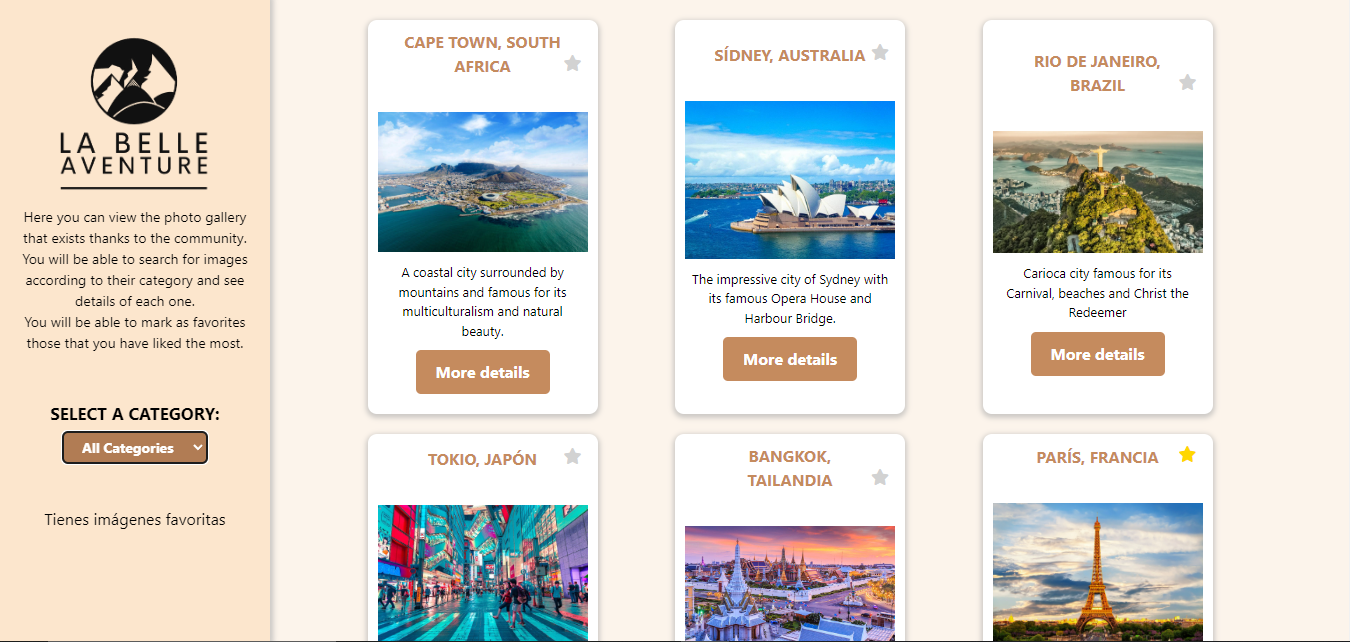 LA BELLE
AVENTURE
Here you can view the photo gallery
that exists thanks to the community.
You will be able to search for images
according to their category and see
details of each one.
You will be able to mark as favorites
those that you have liked the most.
SELECT A CATEGORY:
All Categories
Tienes imágenes favoritas
CAPE TOWN, SOUTH
AFRICA
A coastal city surrounded by
mountains and famous for its
multiculturalism and natural
beauty.
More details
SÍDNEY, AUSTRALIA
The impressive city of Sydney with
its famous Opera House and
Harbour Bridge.
More details
RIO DE JANEIRO,
BRAZIL
Carioca city famous for its
Carnival, beaches and Christ the
Redeemer
More details
TOKIO, JAPÓN
BANGKOK,
TAILANDIA
PARÍS, FRANCIA